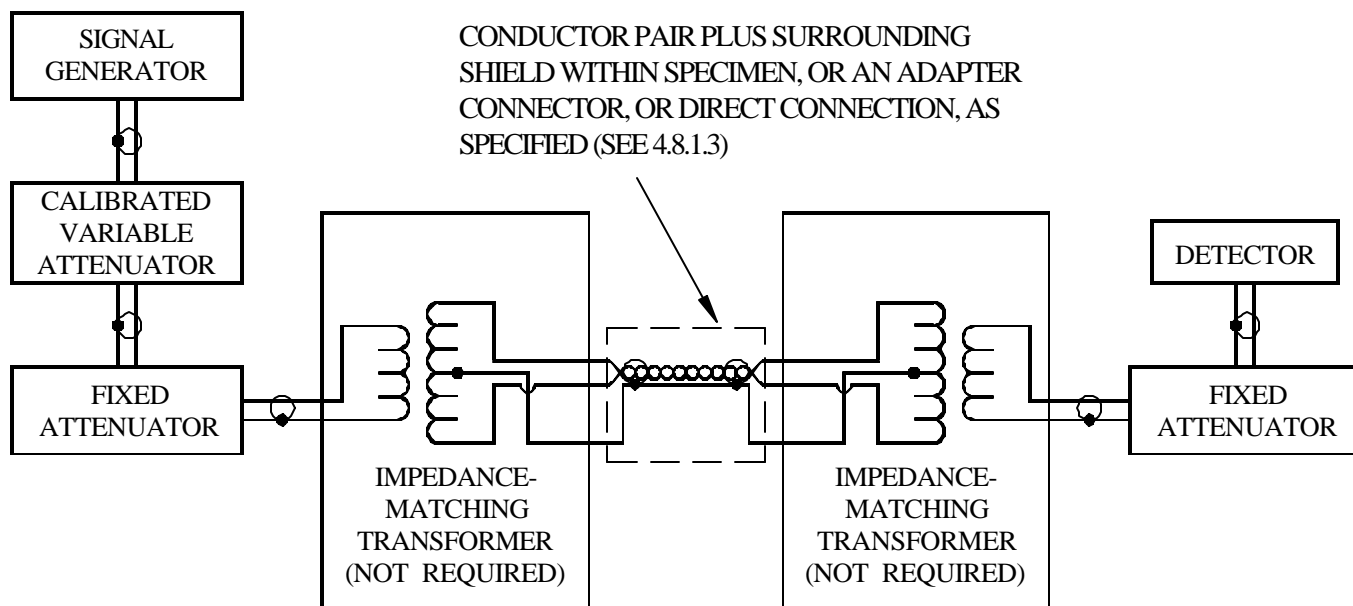 SIGNAL
GENERATOR
CONDUCTOR PAIR PLUS SURROUNDING
SHIELD WITHIN SPECIMEN, OR AN ADAPTER
CONNECTOR, OR DIRECT CONNECTION, AS
SPECIFIED (SEE 4.8.1.3)
CALIBRATED
VARIABLE
ATTENUATOR
DETECTOR
FIXED
ATTENUATOR
FIXED
ATTENUATOR
IMPEDANCE-
MATCHING
TRANSFORMER
(NOT REQUIRED)
IMPEDANCE-
MATCHING
TRANSFORMER
(NOT REQUIRED)